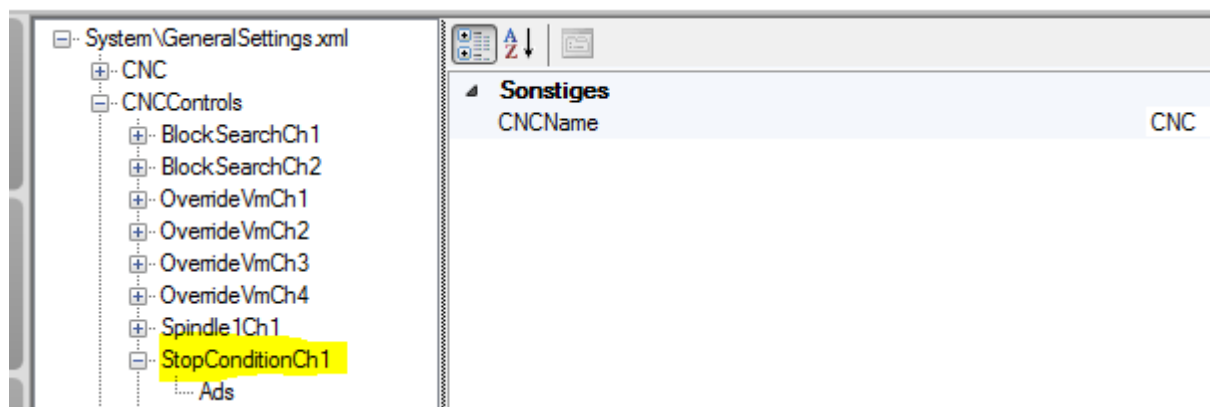 System\GeneralSettings.xml
CNC
CNCControls
BlockSearchCh1
BlockSearchCh2
OverrideVmCh1
OverrideVmCh2
OverrideVmCh3
OverrideVmCh4
Spindle1Ch1
StopConditionCh1
Ads
Sonstiges
CNCName CNC